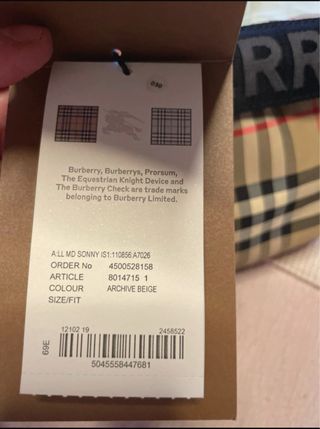 RR
Burberry, Burberrys, Prorsum,
The Equestrian Knight Device and
The Burberry Check are trade marks
belonging to Burberry Limited.
A:LL MD SONNY IS1:110856:A7026
ORDER No 4500528158
ARTICLE 8014715 1
COLOUR ARCHIVE BEIGE
SIZE/FIT
12102 19 2458522
69E
5045558447681